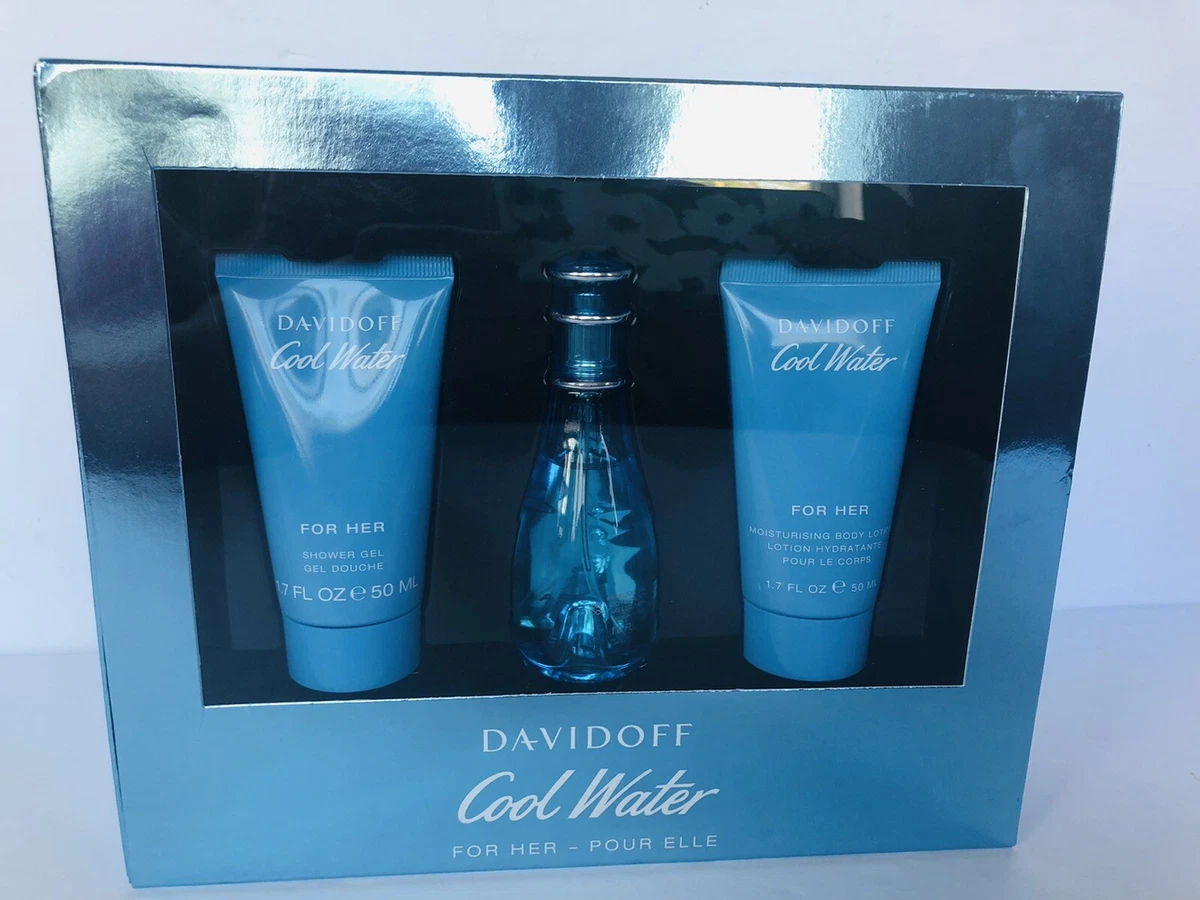 DAVIDOFF
Cool Water
FOR HER
SHOWER GEL
GEL DOUCHE
.7 FL OZ e 50 ML
DAVIDOFF
Cool Water
FOR HER
MOISTURISING BODY LOTION
LOTION HYDRATANTE
POUR LE CORPS
1.7 FL OZ e 50 ML
DAVIDOFF
Cool Water
FOR HER – POUR ELLE